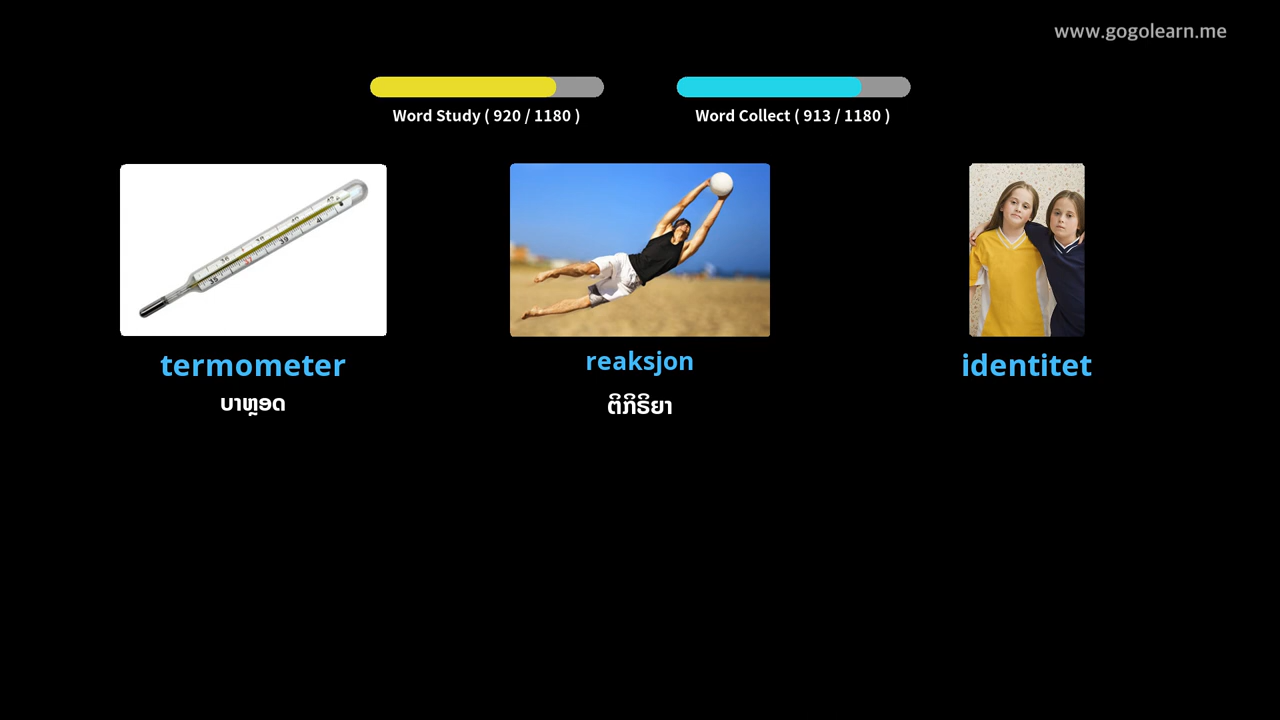 www.gogolearn.me
Word Study ( 920 / 1180 )
Word Collect ( 913 / 1180 )
termometer
reaksjon
identitet
ບາຫຼອດ
ຕິກິຣິຍາ